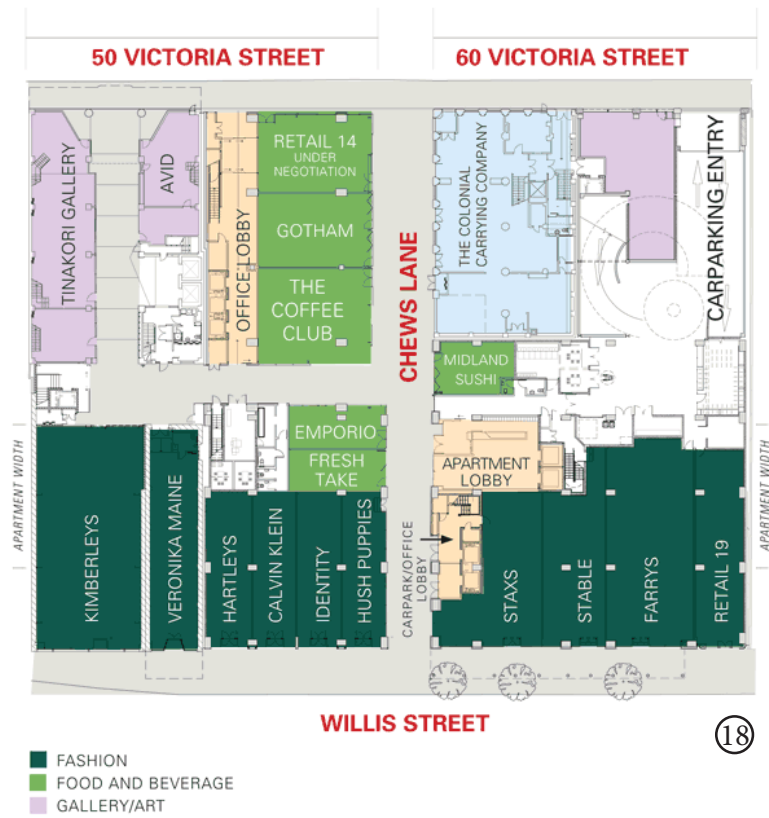 50 VICTORIA STREET
60 VICTORIA STREET
TINAKORI GALLERY
AVID
OFFICE LOBBY
RETAIL 14
UNDER
NEGOTIATION
GOTHAM
THE
COFFEE
CLUB
CHEWS LANE
THE COLONIAL
CARRYING COMPANY
CARPARKING ENTRY
MIDLAND
SUSHI
EMPORIO
FRESH
TAKE
APARTMENT
LOBBY
APARTMENT WIDTH
KIMBERLEYS
VERONIKA MAINE
HARTLEYS
CALVIN KLEIN
IDENTITY
HUSH PUPPIES
CARPARK/OFFICE
LOBBY
STAXS
STABLE
FARRYS
RETAIL 19
APARTMENT WIDTH
WILLIS STREET
18
FASHION
FOOD AND BEVERAGE
GALLERY/ART